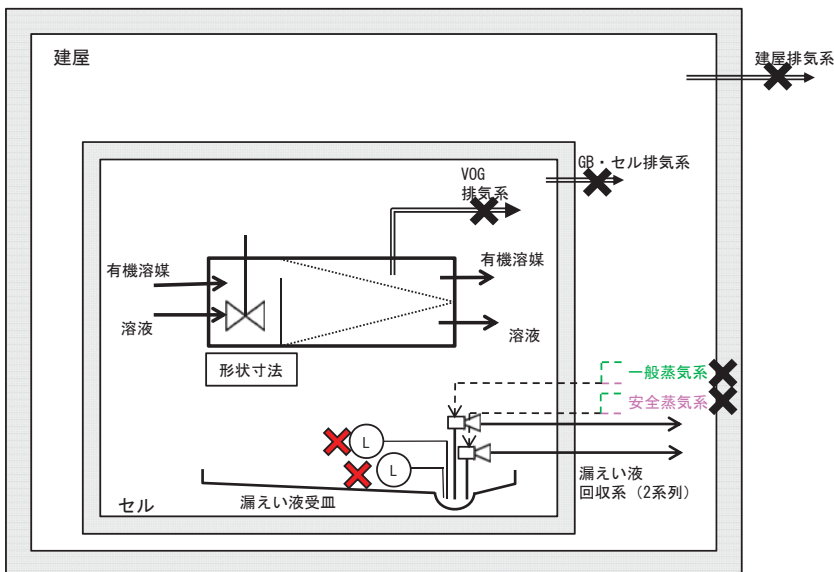 建屋
建屋排気系
GB・セル排気系
VOG
排気系
有機溶媒
有機溶媒
溶液
溶液
形状寸法
一般蒸気系
安全蒸気系
L
L
漏えい液
回収系（2系列）
漏えい液受皿
セル